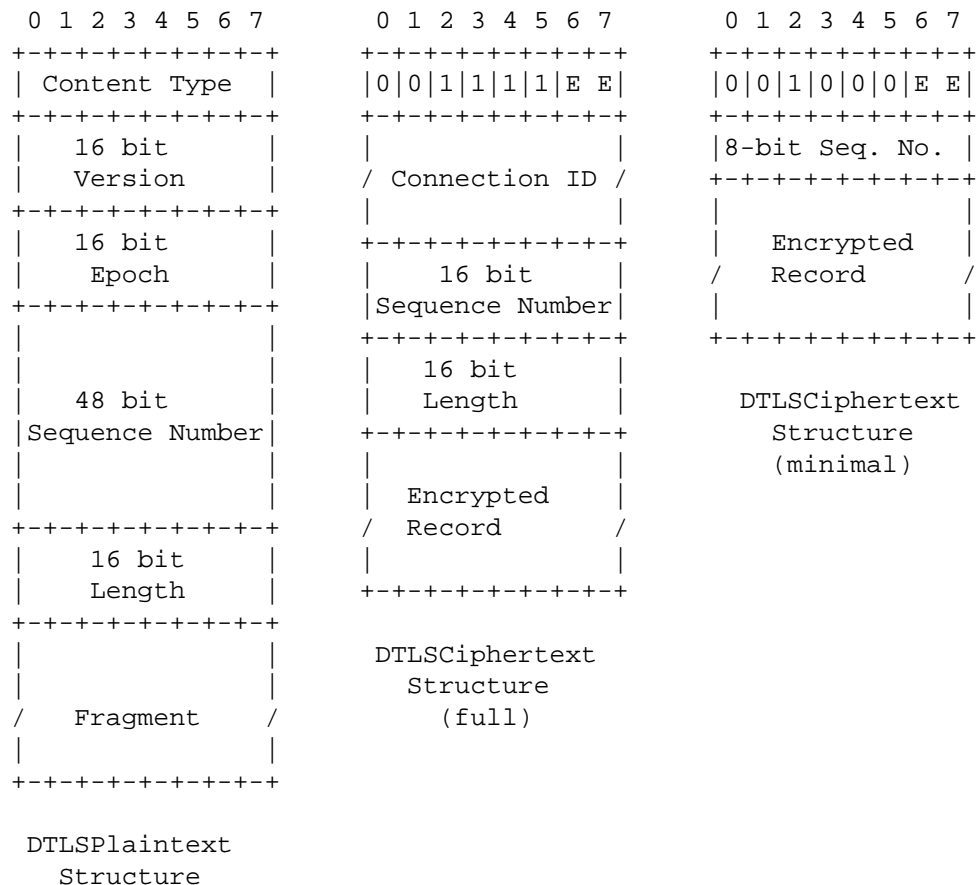 0 1 2 3 4 5 6 7       0 1 2 3 4 5 6 7       0 1 2 3 4 5 6 7
+-+-+-+-+-+-+-+-+     +-+-+-+-+-+-+-+-+     +-+-+-+-+-+-+-+-+
| Content Type  |     |0|0|1|1|1|1|E E|     |0|0|1|0|0|0|E E|
+-+-+-+-+-+-+-+-+     +-+-+-+-+-+-+-+-+     +-+-+-+-+-+-+-+-+
|   16 bit      |     |               |     |8-bit Seq. No. |
|   Version     |     / Connection ID /     +-+-+-+-+-+-+-+-+
+-+-+-+-+-+-+-+-+     |               |     |               |
|   16 bit      |     +-+-+-+-+-+-+-+-+     |   Encrypted   |
|    Epoch      |     |    16 bit     |     /   Record      /
+-+-+-+-+-+-+-+-+     |Sequence Number|     |               |
|               |     +-+-+-+-+-+-+-+-+     +-+-+-+-+-+-+-+-+
|               |     |   16 bit      |
|   48 bit      |     |   Length      |       DTLSCiphertext
|Sequence Number|     +-+-+-+-+-+-+-+-+         Structure
|               |     |               |         (minimal)
|               |     |  Encrypted    |
+-+-+-+-+-+-+-+-+     /  Record       /
|    16 bit     |     |               |
|    Length     |     +-+-+-+-+-+-+-+-+
+-+-+-+-+-+-+-+-+
|               |      DTLSCiphertext
|               |        Structure
/   Fragment    /          (full)
|               |
+-+-+-+-+-+-+-+-+

 DTLSPlaintext
   Structure